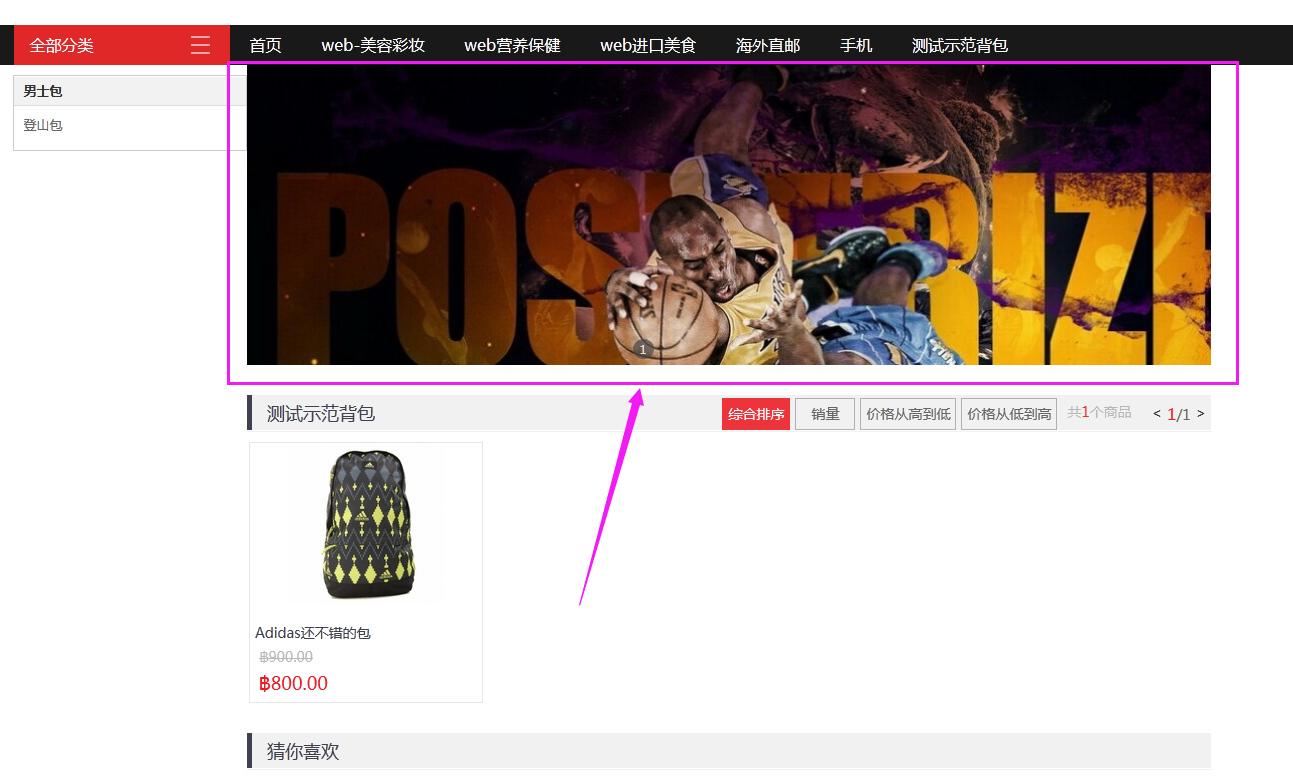 全部分类 首页 web-美容彩妆 web营养保健 web进口美食 海外直邮 手机 测试示范背包
男士包
登山包
POSTERIZE
1
测试示范背包 综合排序 销量 价格从高到低 价格从低到高 共1个商品 < 1/1 >
Adidas还不错的包
฿900.00
฿800.00
猜你喜欢